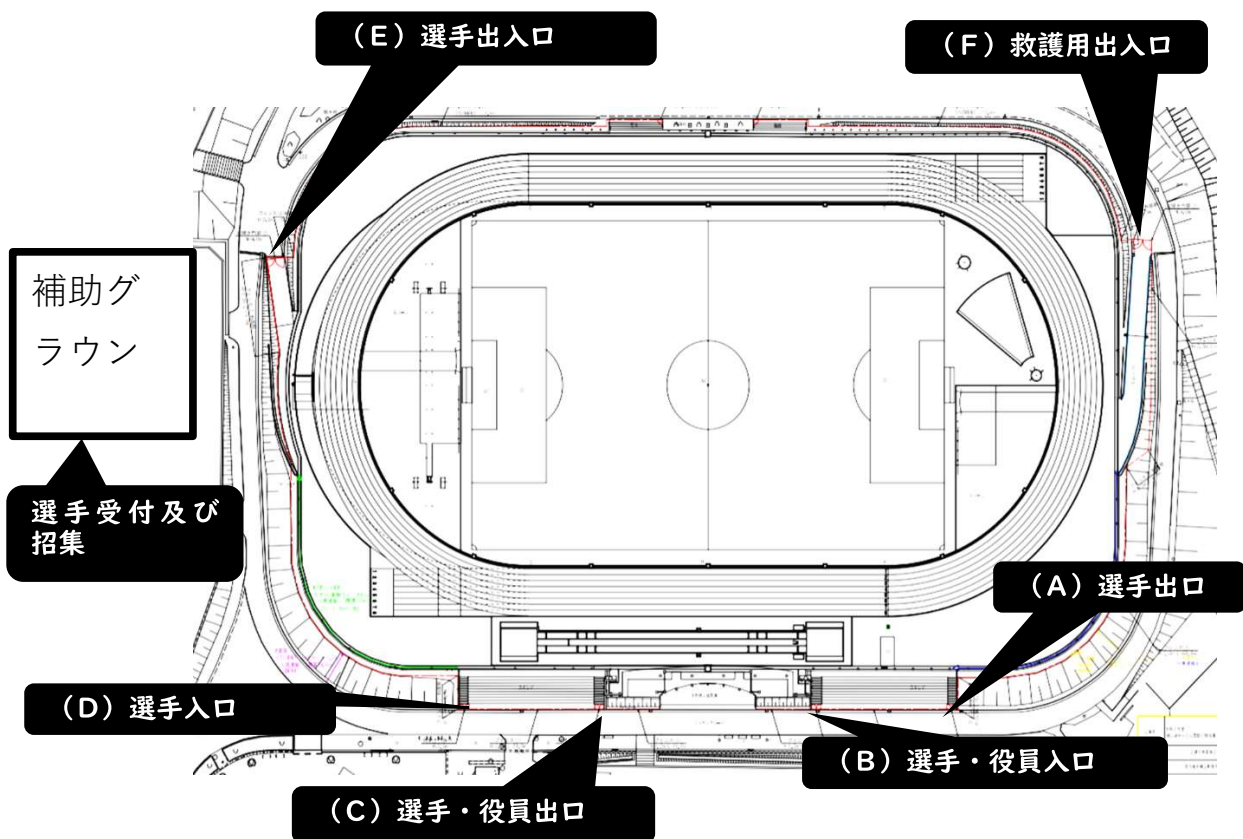 （E）選手出入口
（F）救護用出入口
補助グ
ラウン
選手受付及び
招集
（A）選手出口
（D）選手入口
（B）選手・役員入口
（C）選手・役員出口